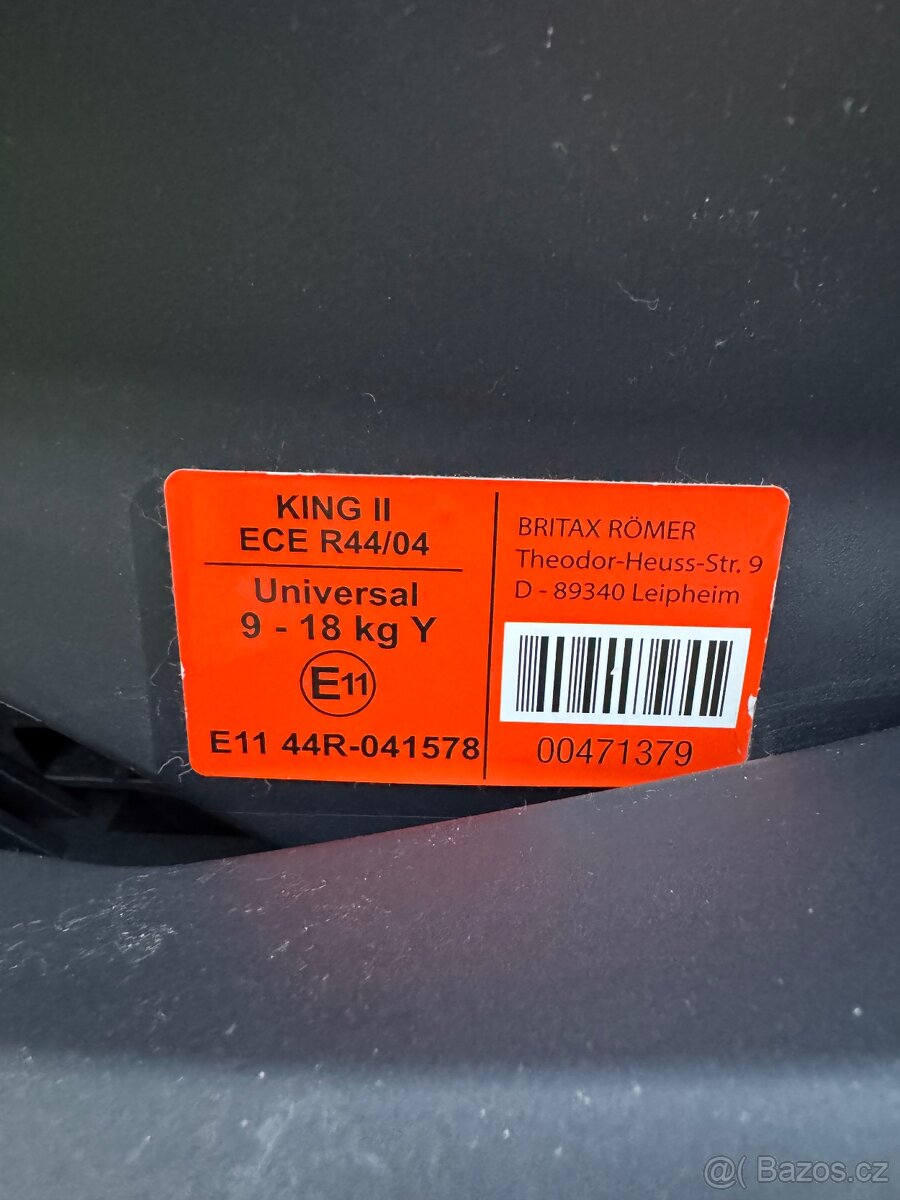 KING II
ECE R44/04
Universal
9 - 18 kg Y
E11
E11 44R-041578
BRITAX RÖMER
Theodor-Heuss-Str. 9
D - 89340 Leipheim
00471379
@( Bazos.cz